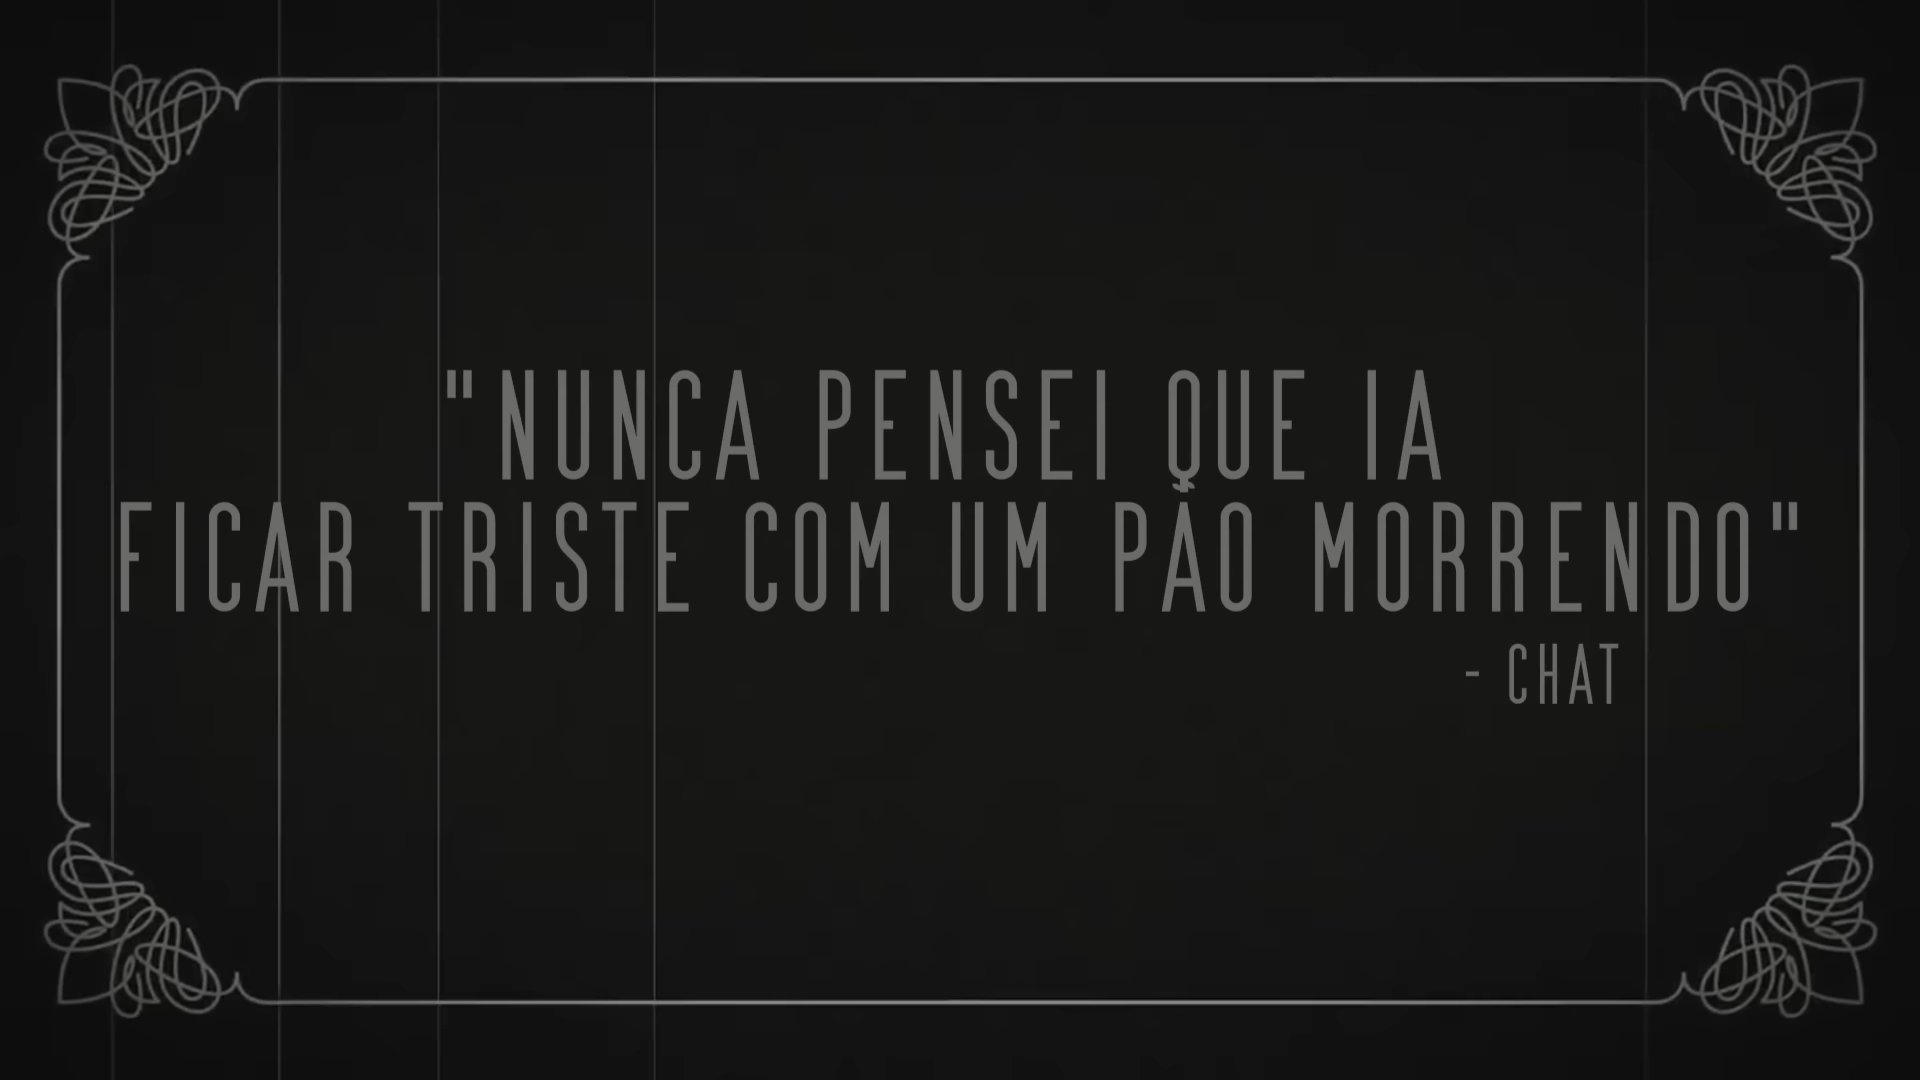 "NUNCA PENSEI QUE IA
FICAR TRISTE COM UM PÃO MORRENDO"
- CHAT